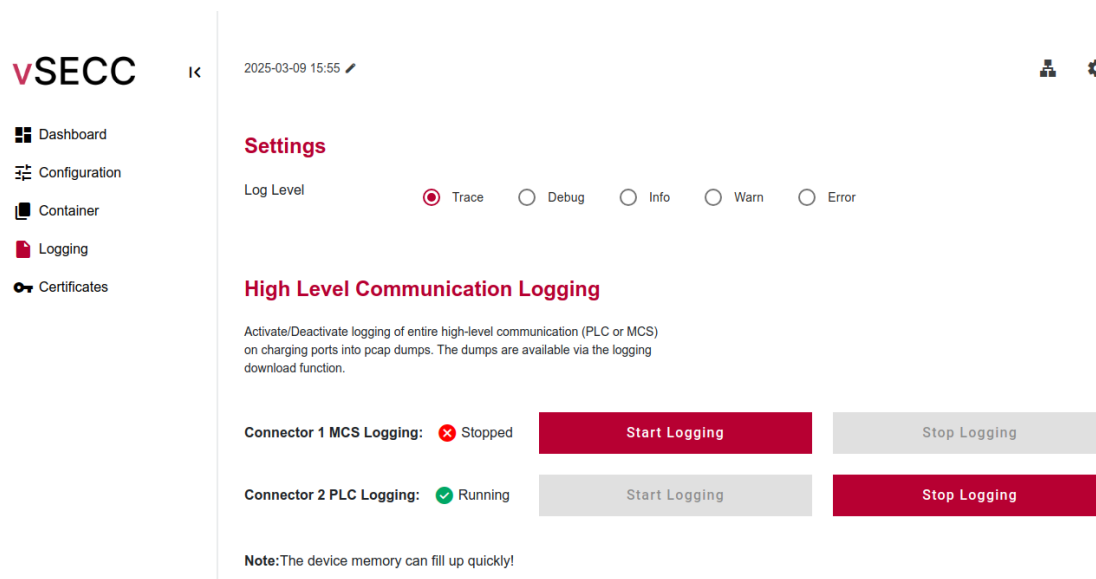 vSECC
2025-03-09 15:55
Dashboard
Configuration
Container
Logging
Certificates
Settings
Log Level
Trace
Debug
Info
Warn
Error
High Level Communication Logging
Activate/Deactivate logging of entire high-level communication (PLC or MCS)
on charging ports into pcap dumps. The dumps are available via the logging
download function.
Connector 1 MCS Logging: Stopped Start Logging Stop Logging
Connector 2 PLC Logging: Running Start Logging Stop Logging
Note:The device memory can fill up quickly!